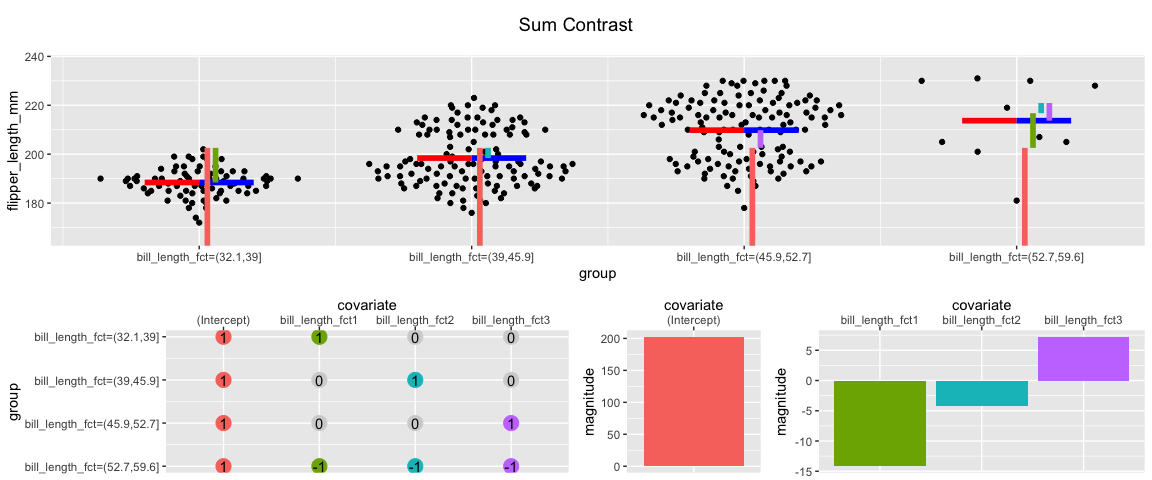 Sum Contrast
flipper_length_mm
240
220
200
180
bill_length_fct=(32.1,39] bill_length_fct=(39,45.9] bill_length_fct=(45.9,52.7] bill_length_fct=(52.7,59.6]
group
covariate
(Intercept) bill_length_fct1 bill_length_fct2 bill_length_fct3
group
bill_length_fct=(32.1,39] 1 1 0 0
bill_length_fct=(39,45.9] 1 0 1 0
bill_length_fct=(45.9,52.7] 1 0 0 1
bill_length_fct=(52.7,59.6] 1 -1 -1 -1
covariate
(Intercept)
magnitude
200
150
100
50
0
covariate
bill_length_fct1 bill_length_fct2 bill_length_fct3
magnitude
5
0
-5
-10
-15